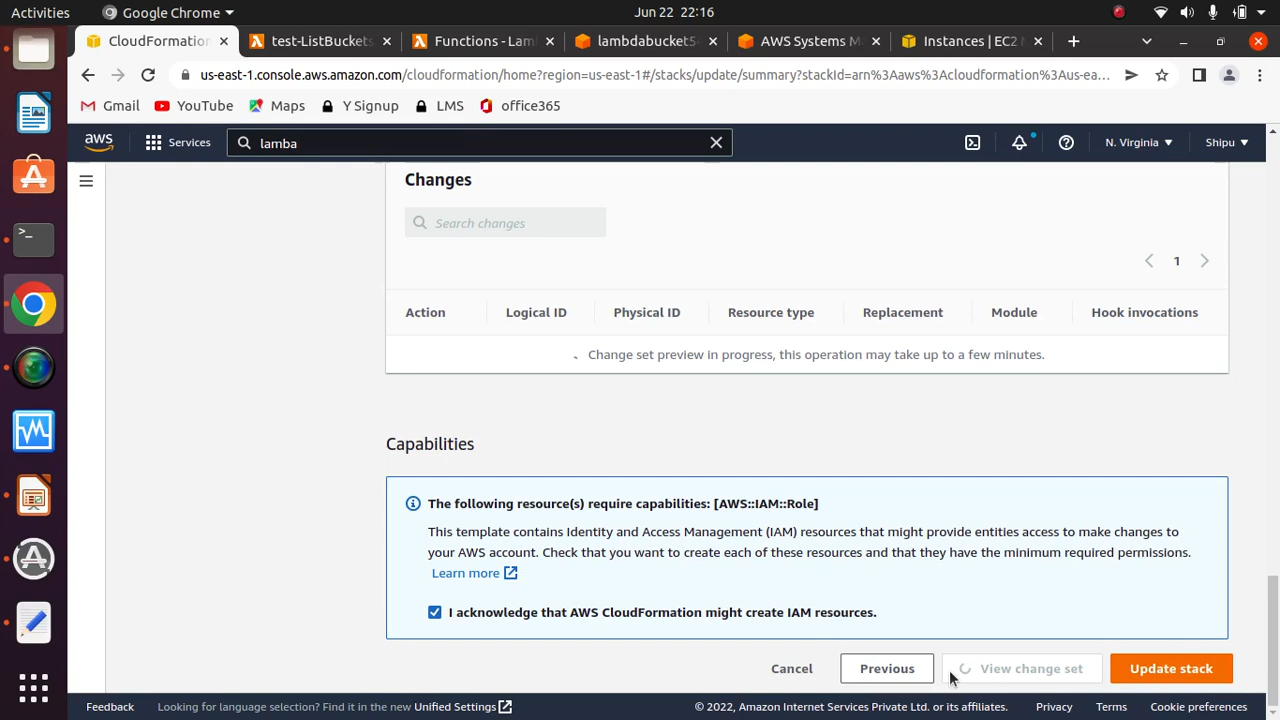 Activities
Google Chrome
Jun 22 22:16
CloudFormation
test-ListBuckets
Functions - Lam
lambdabucket5
AWS Systems M
Instances | EC2 M
us-east-1.console.aws.amazon.com/cloudformation/home?region=us-east-1#/stacks/update/summary?stackId=arn%3Aaws%3Acloudformation%3Aus-ea...
Gmail
YouTube
Maps
Y Signup
LMS
office365
aws
Services
lamba
N. Virginia
Shipu
Changes
Search changes
1
Action
Logical ID
Physical ID
Resource type
Replacement
Module
Hook invocations
Change set preview in progress, this operation may take up to a few minutes.
Capabilities
The following resource(s) require capabilities: [AWS::IAM::Role]
This template contains Identity and Access Management (IAM) resources that might provide entities access to make changes to
your AWS account. Check that you want to create each of these resources and that they have the minimum required permissions.
Learn more
I acknowledge that AWS CloudFormation might create IAM resources.
Cancel
Previous
View change set
Update stack
Feedback
Looking for language selection? Find it in the new Unified Settings
© 2022, Amazon Internet Services Private Ltd. or its affiliates.
Privacy
Terms
Cookie preferences